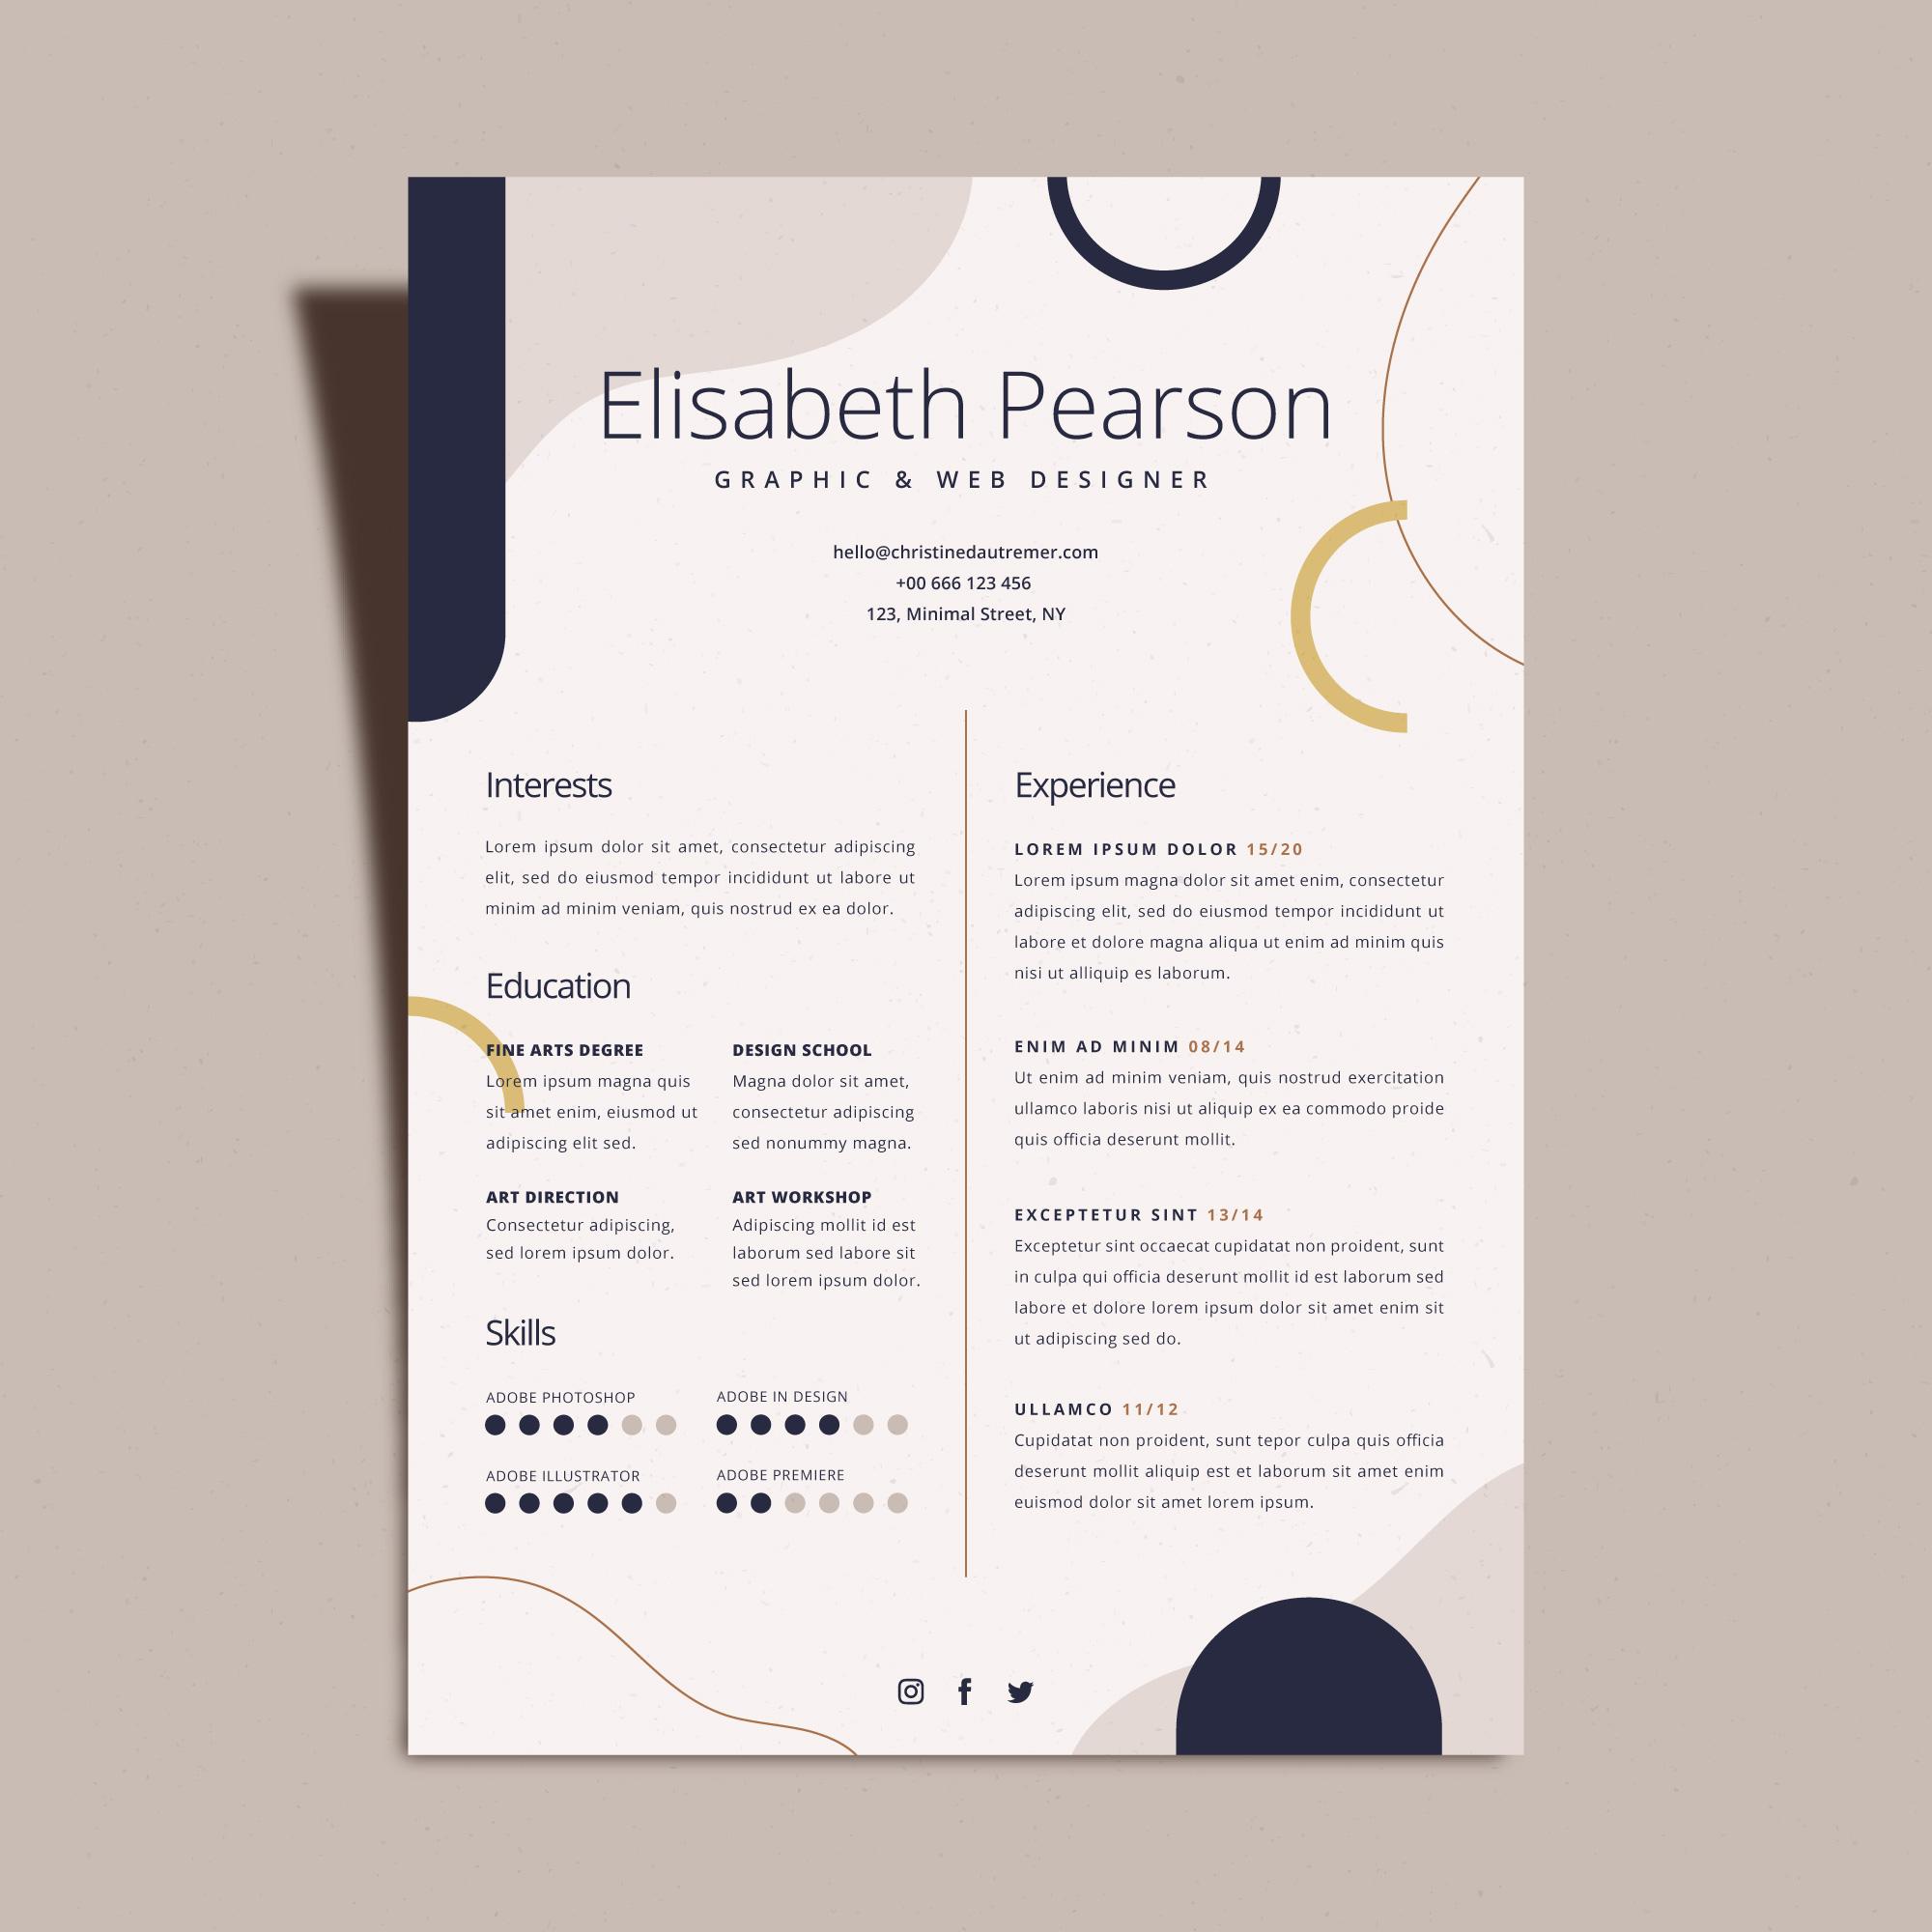 Elisabeth Pearson
GRAPHIC & WEB DESIGNER
hello@christinedautremer.com
+00 666 123 456
123, Minimal Street, NY
Interests
Lorem ipsum dolor sit amet, consectetur adipiscing
elit, sed do eiusmod tempor incididunt ut labore ut
minim ad minim veniam, quis nostrud ex ea dolor.
Education
FINE ARTS DEGREE
Lorem ipsum magna quis
sit amet enim, eiusmod ut
adipiscing elit sed.
DESIGN SCHOOL
Magna dolor sit amet,
consectetur adipiscing
sed nonummy magna.
ART DIRECTION
Consectetur adipiscing,
sed lorem ipsum dolor.
ART WORKSHOP
Adipiscing mollit id est
laborum sed labore sit
sed lorem ipsum dolor.
Skills
ADOBE PHOTOSHOP
ADOBE IN DESIGN
ADOBE ILLUSTRATOR
ADOBE PREMIERE
Experience
LOREM IPSUM DOLOR 15/20
Lorem ipsum magna dolor sit amet enim, consectetur
adipiscing elit, sed do eiusmod tempor incididunt ut
labore et dolore magna aliqua ut enim ad minim quis
nisi ut alliquip es laborum.
ENIM AD MINIM 08/14
Ut enim ad minim veniam, quis nostrud exercitation
ullamco laboris nisi ut aliquip ex ea commodo proide
quis officia deserunt mollit.
EXCEPTETUR SINT 13/14
Exceptetur sint occaecat cupidatat non proident, sunt
in culpa qui officia deserunt mollit id est laborum sed
labore et dolore lorem ipsum dolor sit amet enim sit
ut adipiscing sed do.
ULLAMCO 11/12
Cupidatat non proident, sunt tepor culpa quis officia
deserunt mollit aliquip est et laborum sit amet enim
euismod dolor sit amet lorem ipsum.